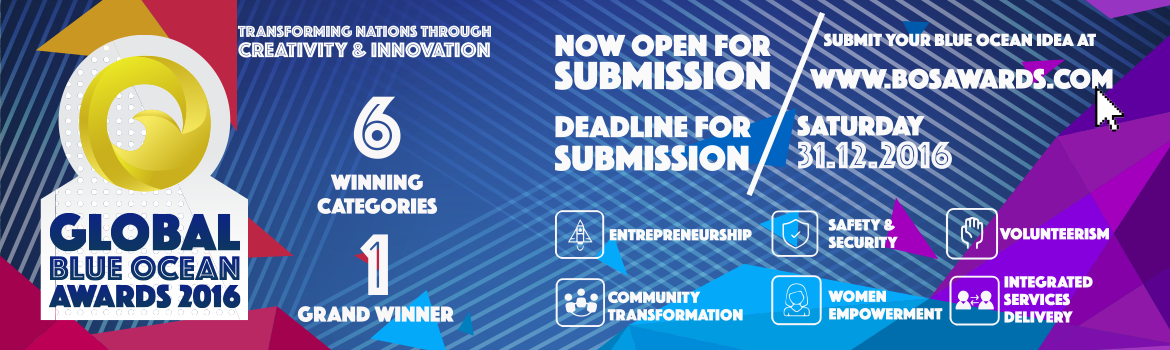 TRANSFORMING NATIONS THROUGH
CREATIVITY & INNOVATION
GLOBAL
BLUE OCEAN
AWARDS 2016
6
WINNING
CATEGORIES
1
GRAND WINNER
NOW OPEN FOR
SUBMISSION
SUBMIT YOUR BLUE OCEAN IDEA AT
WWW.BOSAWARDS.COM
DEADLINE FOR
SUBMISSION
SATURDAY
31.12.2016
ENTREPRENEURSHIP
SAFETY &
SECURITY
VOLUNTEERISM
COMMUNITY
TRANSFORMATION
WOMEN
EMPOWERMENT
INTEGRATED
SERVICES
DELIVERY